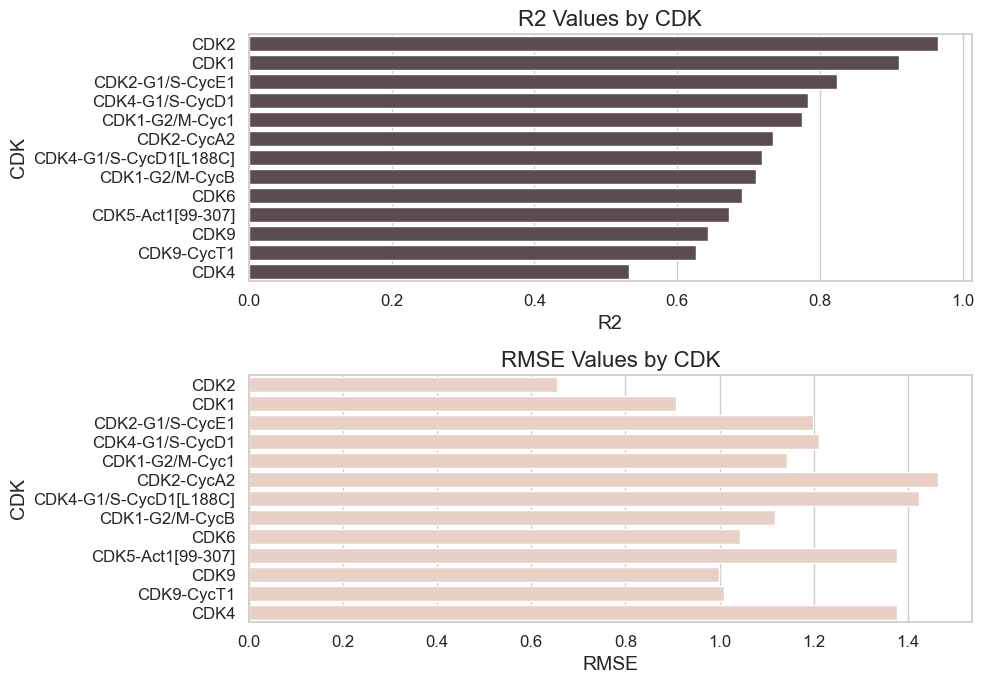 R2 Values by CDK
CDK
CDK2
CDK1
CDK2-G1/S-CycE1
CDK4-G1/S-CycD1
CDK1-G2/M-Cyc1
CDK2-CycA2
CDK4-G1/S-CycD1[L188C]
CDK1-G2/M-CycB
CDK6
CDK5-Act1[99-307]
CDK9
CDK9-CycT1
CDK4
0.0 0.2 0.4 0.6 0.8 1.0
R2
RMSE Values by CDK
CDK
CDK2
CDK1
CDK2-G1/S-CycE1
CDK4-G1/S-CycD1
CDK1-G2/M-Cyc1
CDK2-CycA2
CDK4-G1/S-CycD1[L188C]
CDK1-G2/M-CycB
CDK6
CDK5-Act1[99-307]
CDK9
CDK9-CycT1
CDK4
0.0 0.2 0.4 0.6 0.8 1.0 1.2 1.4
RMSE